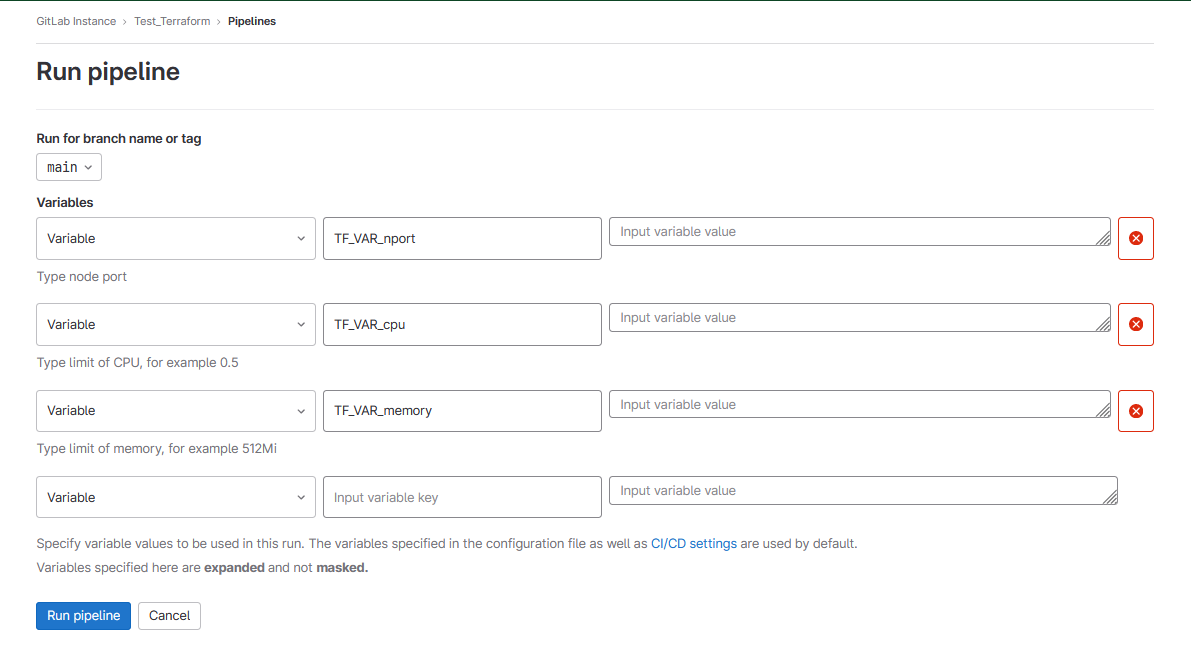 GitLab Instance › Test_Terraform › Pipelines
Run pipeline
Run for branch name or tag
main
Variables
Variable TF_VAR_nport Input variable value
Type node port
Variable TF_VAR_cpu Input variable value
Type limit of CPU, for example 0.5
Variable TF_VAR_memory Input variable value
Type limit of memory, for example 512Mi
Variable Input variable key Input variable value
Specify variable values to be used in this run. The variables specified in the configuration file as well as CI/CD settings are used by default.
Variables specified here are expanded and not masked.
Run pipeline Cancel